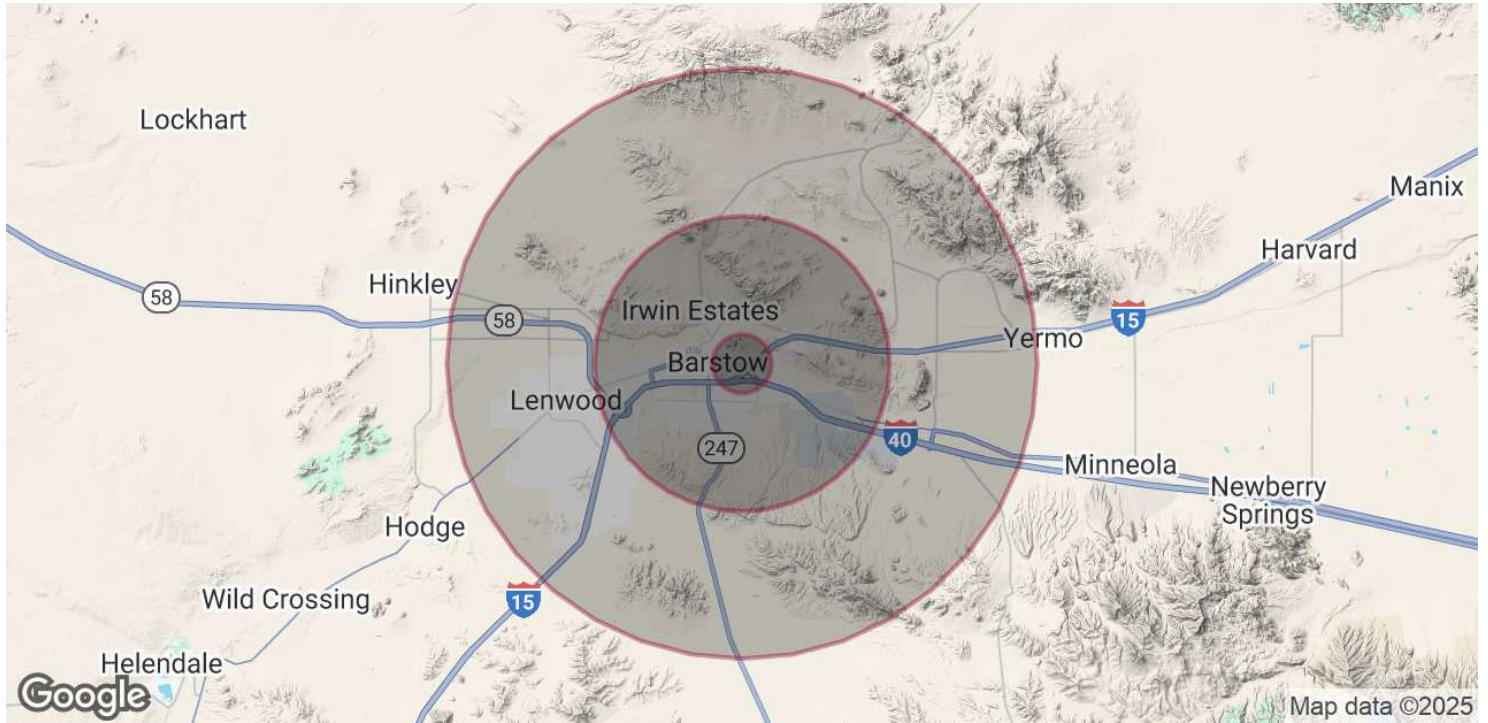 Lockhart
Manix
Harvard
Hinkley
58
58
Irwin Estates
15
Yermo
Barstow
Lenwood
247
40
Minneola
Newberry
Springs
Hodge
15
Wild Crossing
Helendale
Google
Map data ©2025